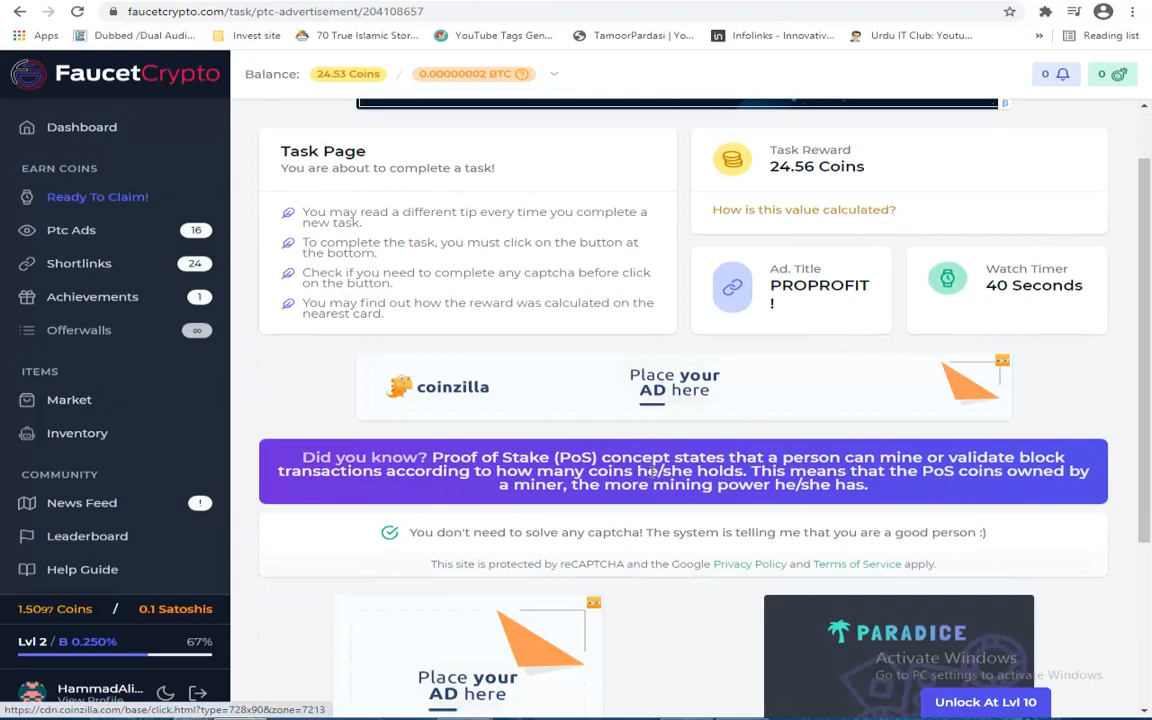 faucetcrypto.com/task/ptc-advertisement/204108657
Apps
Dubbed /Dual Audi...
Invest site
70 True Islamic Stor...
YouTube Tags Gen...
TamoorPardasi | Yo...
Infolinks - Innovativ...
Urdu IT Club: Youtu...
»
Reading list
FaucetCrypto
Balance: 24.53 Coins / 0.00000002 BTC
0
0
Dashboard
EARN COINS
Ready To Claim!
Ptc Ads 16
Shortlinks 24
Achievements 1
Offerwalls ∞
ITEMS
Market
Inventory
COMMUNITY
News Feed !
Leaderboard
Help Guide
1.5097 Coins / 0.1 Satoshis
Lvl 2 / B 0.250% 67%
HammadAli...
View Profile
Task Page
You are about to complete a task!
You may read a different tip every time you complete a
new task.
To complete the task, you must click on the button at
the bottom.
Check if you need to complete any captcha before click
on the button.
You may find out how the reward was calculated on the
nearest card.
Task Reward
24.56 Coins
How is this value calculated?
Ad. Title
PROPROFIT
!
Watch Timer
40 Seconds
coinzilla
Place your
AD here
Did you know? Proof of Stake (PoS) concept states that a person can mine or validate block
transactions according to how many coins he/she holds. This means that the PoS coins owned by
a miner, the more mining power he/she has.
You don't need to solve any captcha! The system is telling me that you are a good person :)
This site is protected by reCAPTCHA and the Google Privacy Policy and Terms of Service apply.
Place your
AD here
PARADICE
Activate Windows
Go to PC settings to activate Windows.
Unlock At Lvl 10
https://cdn.coinzilla.com/base/click.html?type=728x90&zone=7213